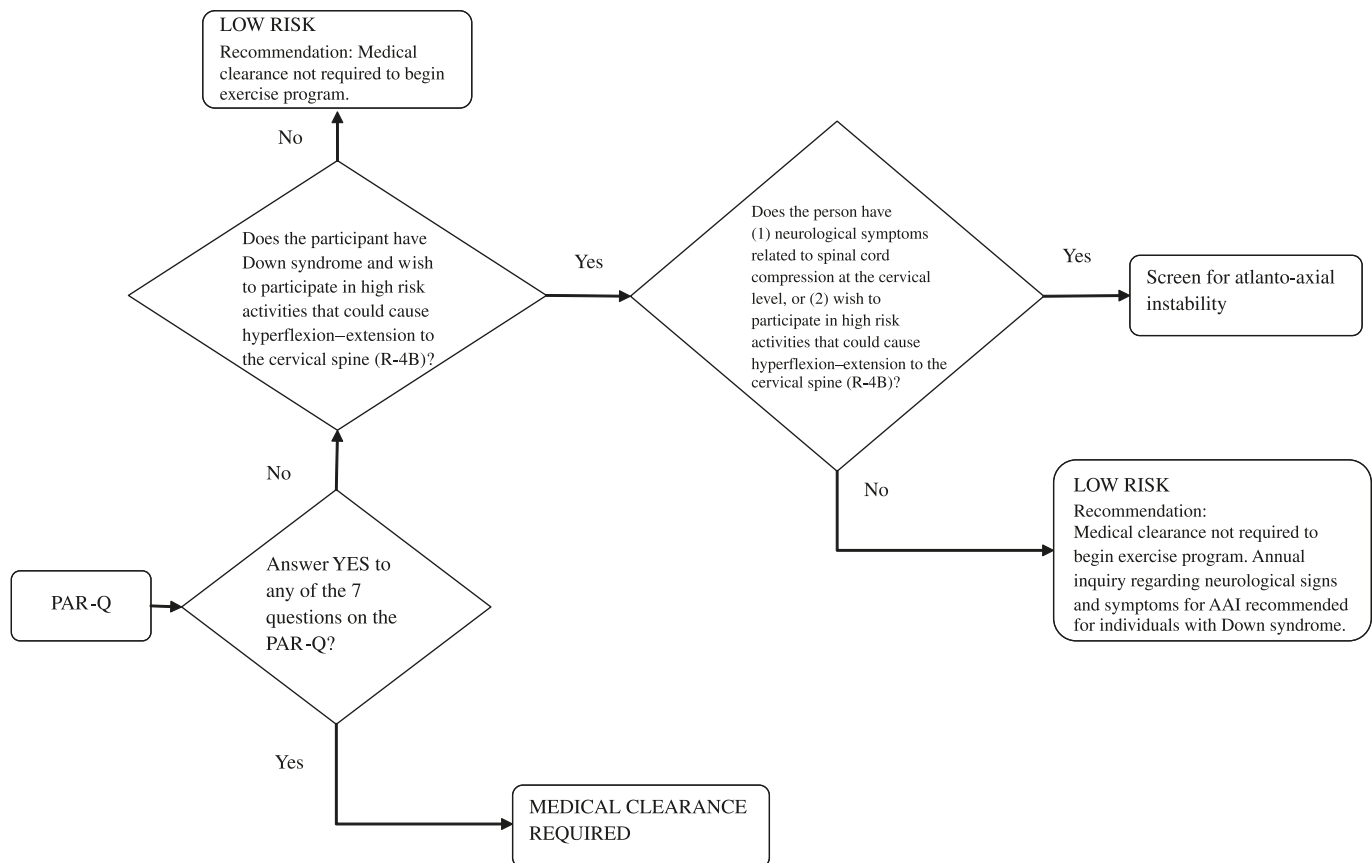 LOW RISK
Recommendation: Medical
clearance not required to begin
exercise program.
No
Does the participant have
Down syndrome and wish
to participate in high risk
activities that could cause
hyperflexion–extension to
the cervical spine (R-4B)?
Yes
Does the person have
(1) neurological symptoms
related to spinal cord
compression at the cervical
level, or (2) wish to
participate in high risk
activities that could cause
hyperflexion–extension to the
cervical spine (R-4B)?
Yes
Screen for atlanto-axial
instability
No
LOW RISK
Recommendation:
Medical clearance not required to
begin exercise program. Annual
inquiry regarding neurological signs
and symptoms for AAI recommended
for individuals with Down syndrome.
No
PAR-Q
Answer YES to
any of the 7
questions on the
PAR-Q?
Yes
MEDICAL CLEARANCE
REQUIRED